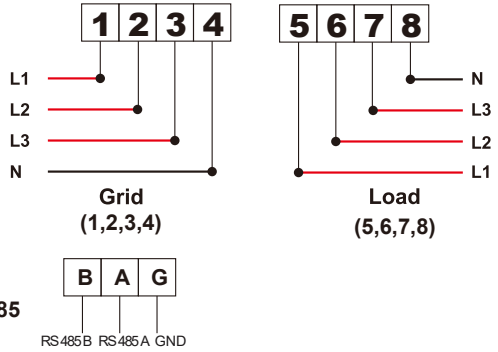 1 2 3 4
5 6 7 8
L1
L2
L3
N
N
L3
L2
L1
Grid
(1,2,3,4)
Load
(5,6,7,8)
B A G
85
RS485B RS485A GND